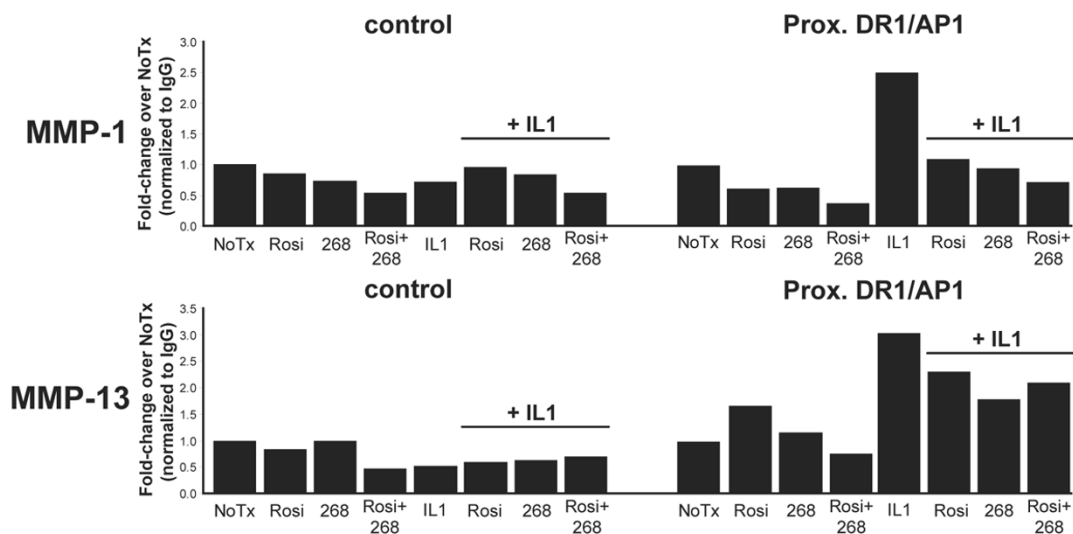 control
Prox. DR1/AP1
MMP-1
Fold-change over NoTx
(normalized to IgG)
3.0
2.5
2.0
1.5
1.0
0.5
0.0
+ IL1
+ IL1
NoTx Rosi 268 Rosi+ 268 IL1 Rosi 268 Rosi+ 268
NoTx Rosi 268 Rosi+ 268 IL1 Rosi 268 Rosi+ 268
control
Prox. DR1/AP1
MMP-13
Fold-change over NoTx
(normalized to IgG)
3.5
3.0
2.5
2.0
1.5
1.0
0.5
0.0
+ IL1
+ IL1
NoTx Rosi 268 Rosi+ 268 IL1 Rosi 268 Rosi+ 268
NoTx Rosi 268 Rosi+ 268 IL1 Rosi 268 Rosi+ 268